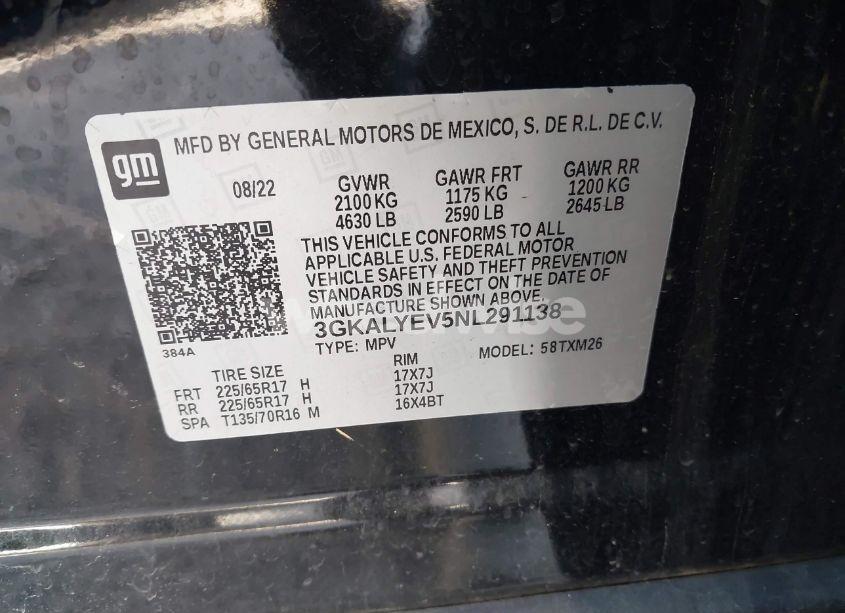 gm
MFD BY GENERAL MOTORS DE MEXICO, S. DE R.L. DE C.V.
08/22 GVWR GAWR FRT GAWR RR
2100 KG 1175 KG 1200 KG
4630 LB 2590 LB 2645 LB
THIS VEHICLE CONFORMS TO ALL
APPLICABLE U.S. FEDERAL MOTOR
VEHICLE SAFETY AND THEFT PREVENTION
STANDARDS IN EFFECT ON THE DATE OF
MANUFACTURE SHOWN ABOVE.
3GKALYEV5NL291138
384A TYPE: MPV MODEL: 58TXM26
TIRE SIZE RIM
FRT 225/65R17 H 17X7J
RR 225/65R17 H 17X7J
SPA T135/70R16 M 16X4BT